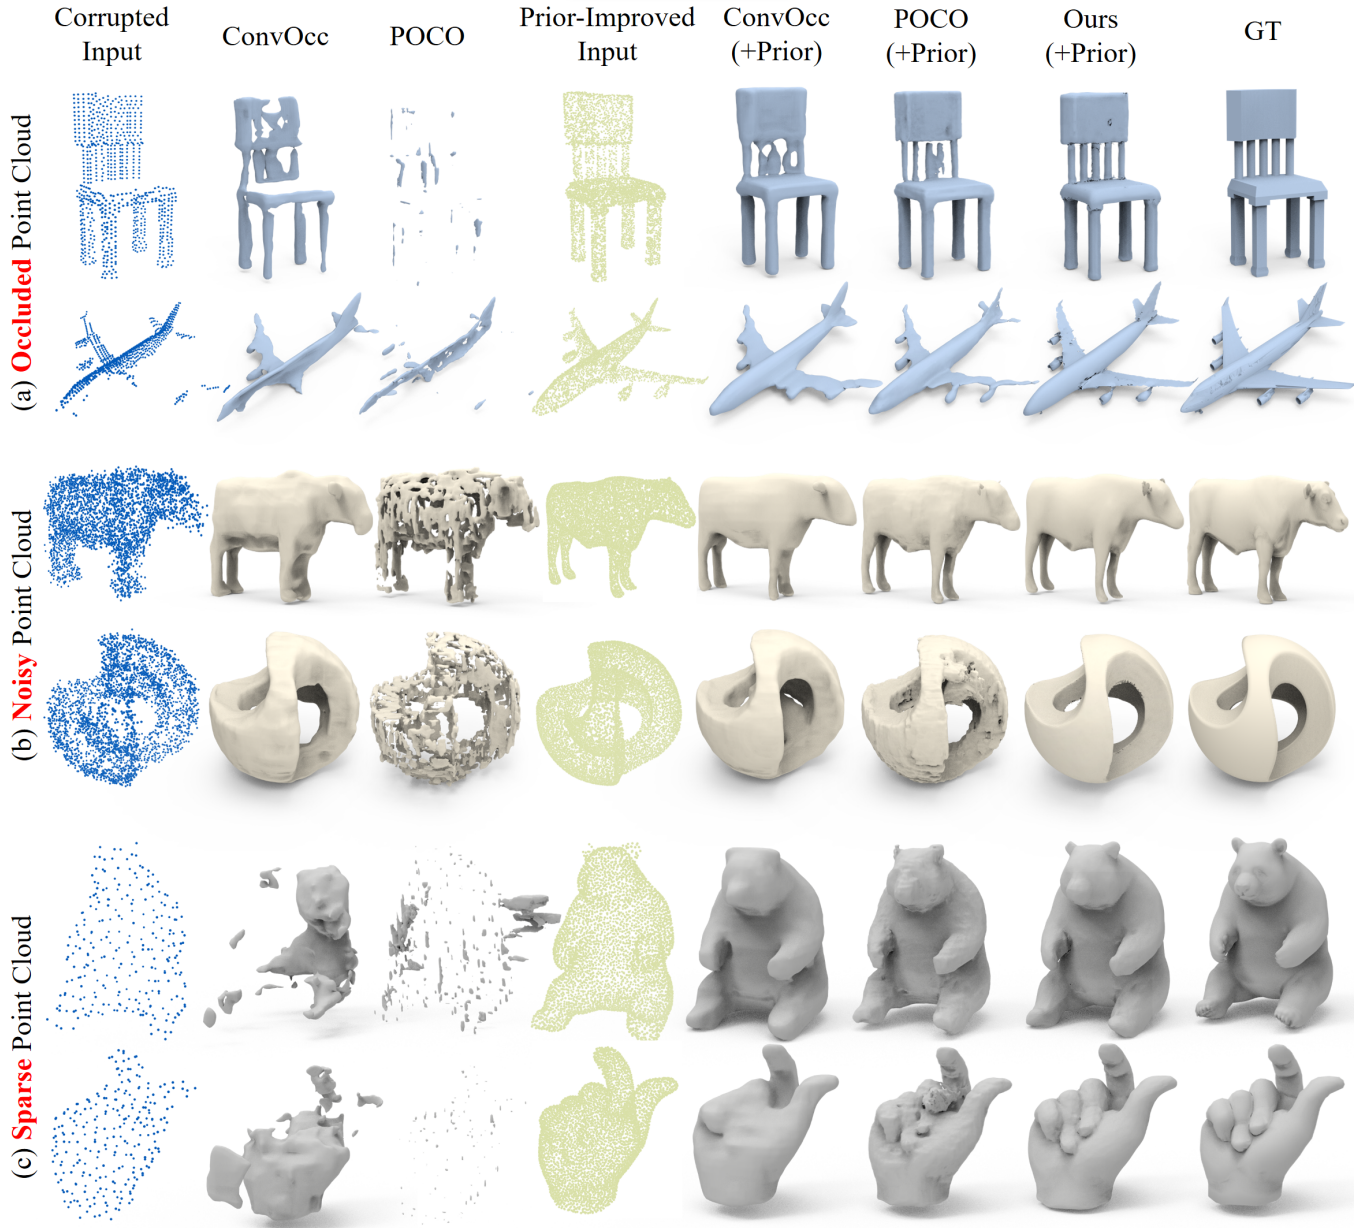 Corrupted
Input
ConvOcc
POCO
Prior-Improved
Input
ConvOcc
(+Prior)
POCO
(+Prior)
Ours
(+Prior)
GT
(a) Occluded Point Cloud
(b) Noisy Point Cloud
(c) Sparse Point Cloud